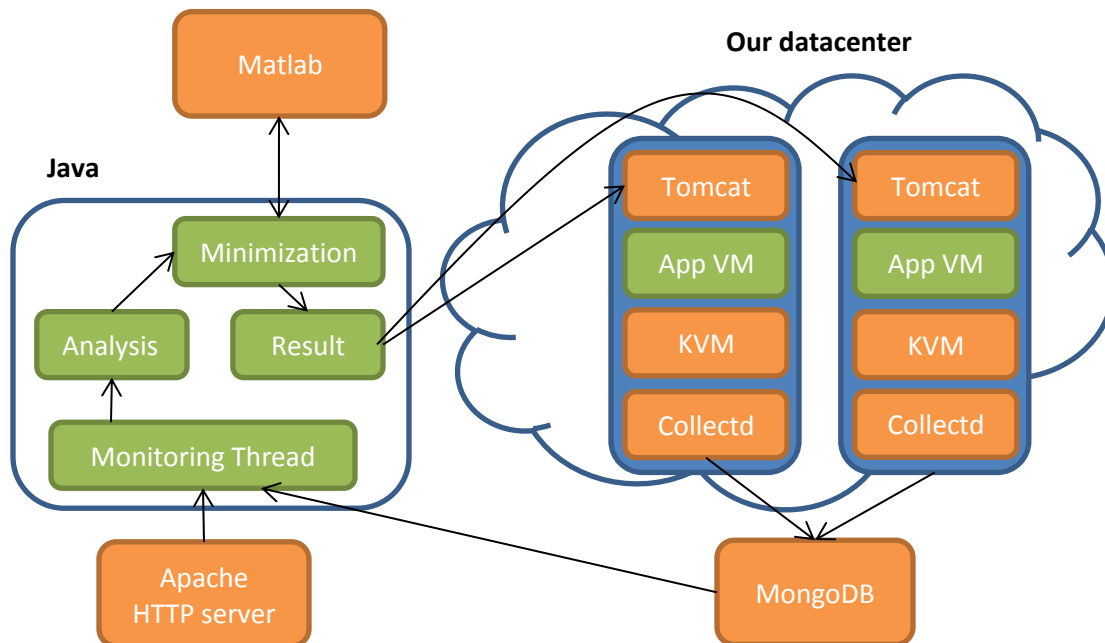 Our datacenter
Matlab
Java
Minimization
Analysis
Result
Monitoring Thread
Apache
HTTP server
Tomcat
App VM
KVM
Collectd
Tomcat
App VM
KVM
Collectd
MongoDB